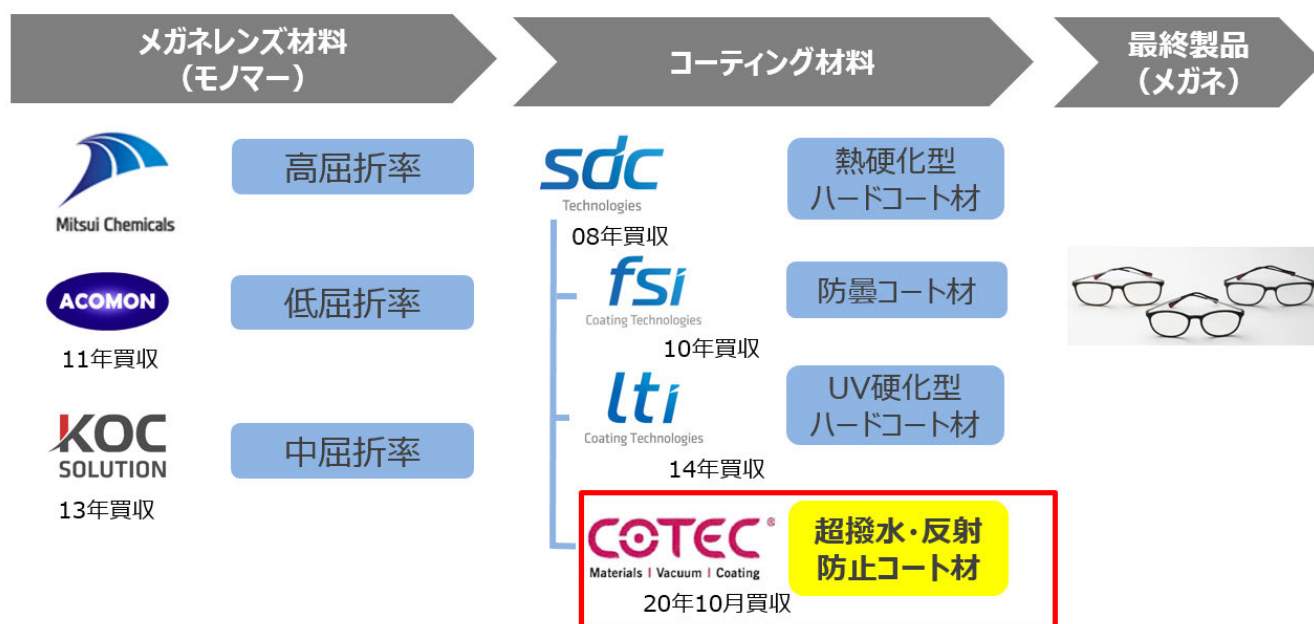 メガネレンズ材料
（モノマー）
コーティング材料
最終製品
（メガネ）
Mitsui Chemicals
高屈折率
ACOMON
低屈折率
11年買収
KOC
SOLUTION
中屈折率
13年買収
sdc
Technologies
熱硬化型
ハードコート材
08年買収
fsi
Coating Technologies
防曇コート材
10年買収
lti
Coating Technologies
UV硬化型
ハードコート材
14年買収
COTEC®
Materials | Vacuum | Coating
超撥水・反射
防止コート材
20年10月買収